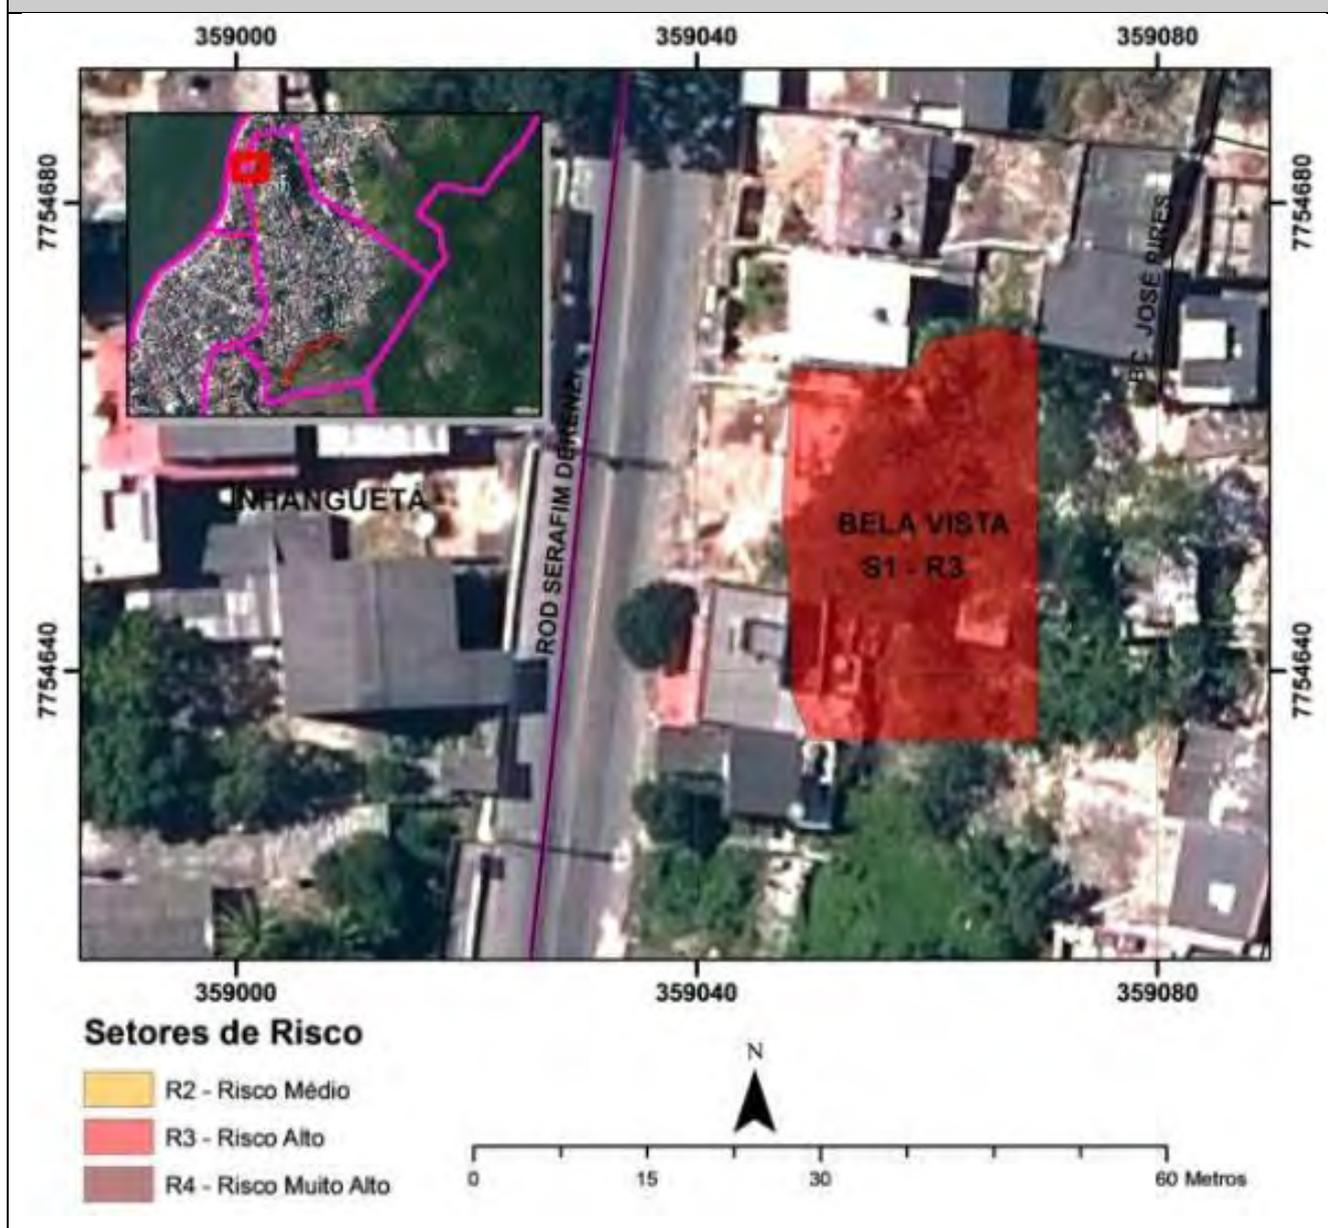 359000 359040 359080
7754680 7754680
BC JOSÉ PIRES
ROD SERAFIM DERENZI
INHANGUETÁ
BELA VISTA
S1 - R3
7754640 7754640
359000 359040 359080
Setores de Risco
N
R2 - Risco Médio
R3 - Risco Alto
R4 - Risco Muito Alto
0 15 30 60 Metros